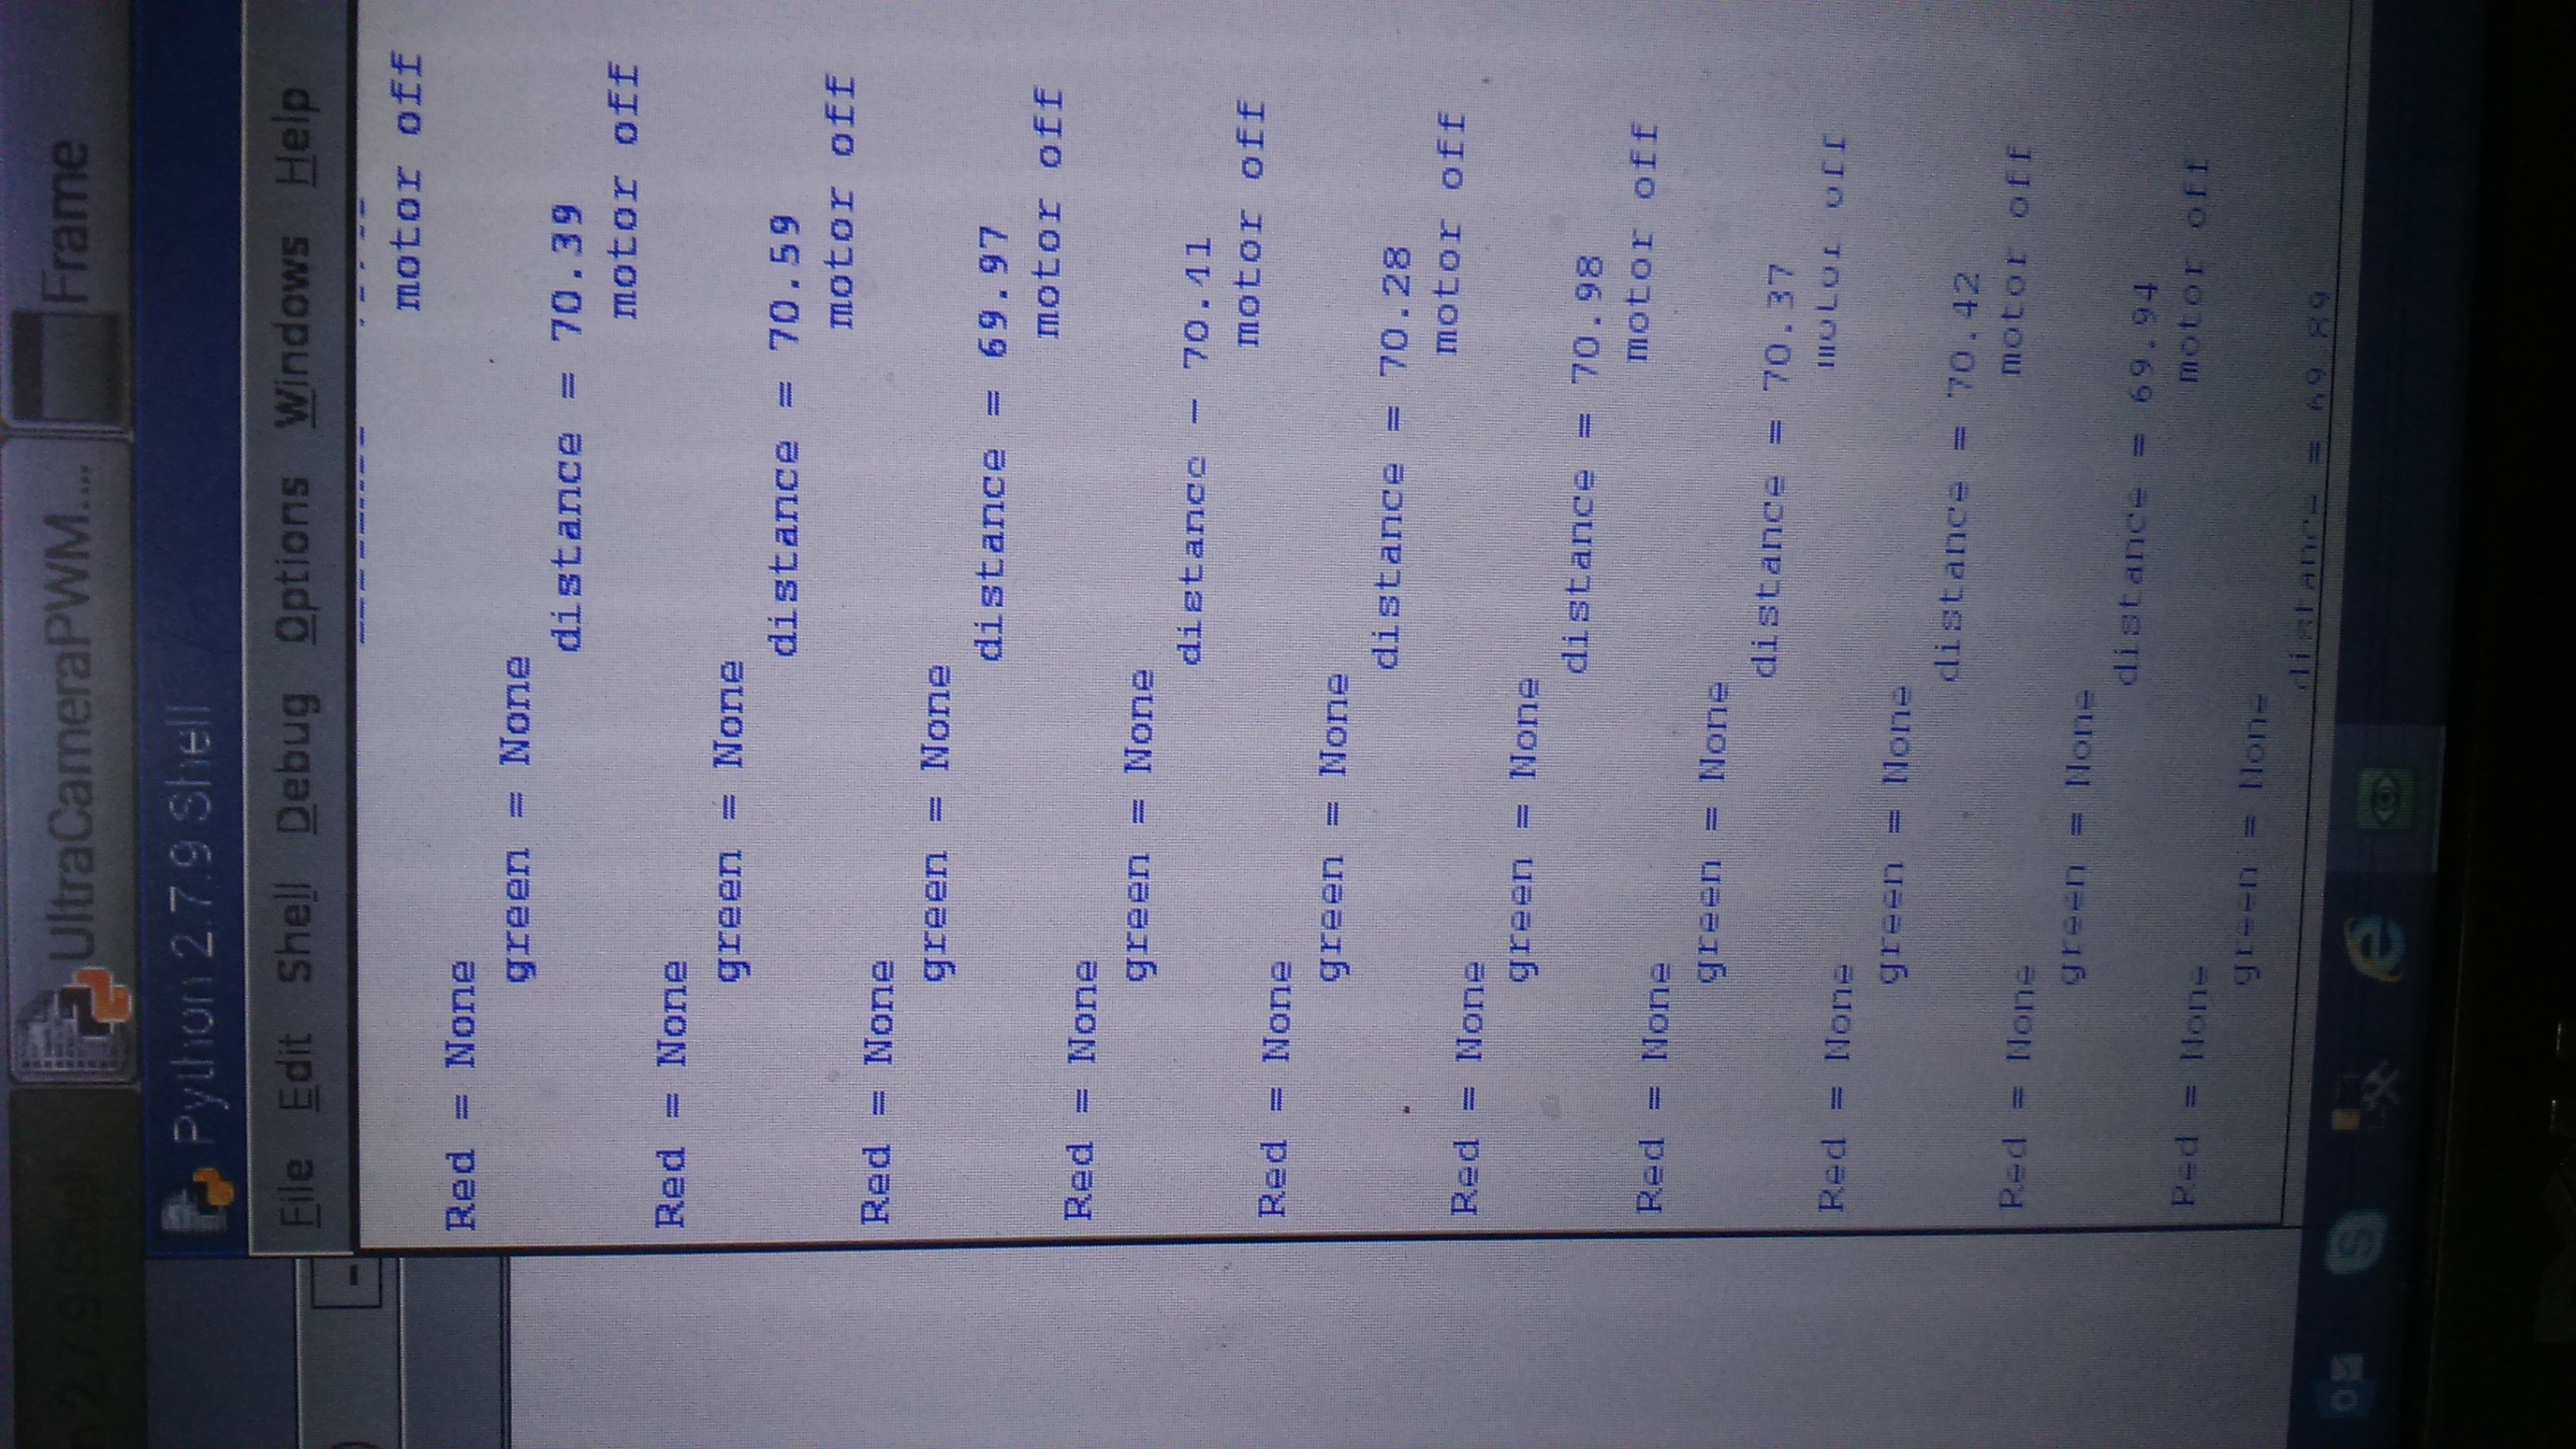 n 2.7.9 Shell
UltraCameraPWM....
Frame
Python 2.7.9 Shell
File Edit Shell Debug Options Windows Help
motor off
Red = None
green = None
distance = 70.39
motor off
Red = None
green = None
distance = 70.59
motor off
Red = None
green = None
distance = 69.97
motor off
Red = None
green = None
distance = 70.41
motor off
Red = None
green = None
distance = 70.28
motor off
Red = None
green = None
distance = 70.98
motor off
Red = None
green = None
distance = 70.37
motor off
Red = None
green = None
distance = 70.42
motor off
Red = None
green = None
distance = 69.94
motor off
Red = None
green = None
distance = 69.89